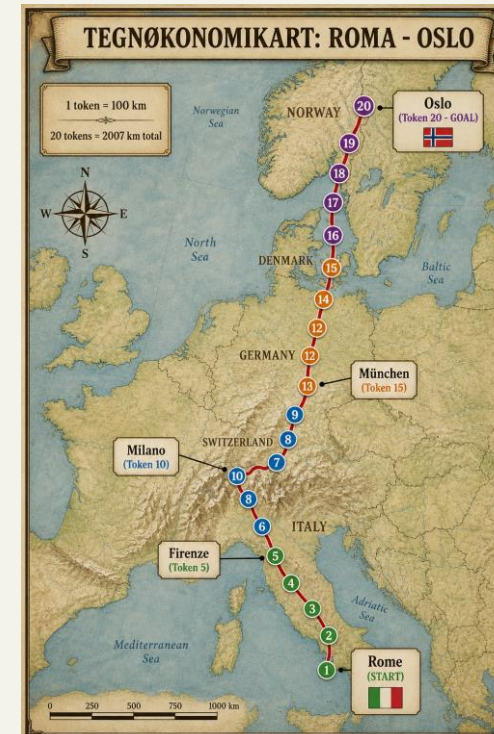 TEGNØKONOMIKART: ROMA - OSLO
1 token = 100 km
20 tokens = 2007 km total
Norwegian
Sea
NORWAY
20
Oslo
(Token 20 - GOAL)
19
18
17
16
N
W
E
S
North
Sea
DENMARK
15
Baltic
Sea
14
12
GERMANY
12
13
München
(Token 15)
9
SWITZERLAND
8
7
Milano
(Token 10)
10
8
6
ITALY
Firenze
(Token 5)
5
4
3
Adriatic
Sea
2
Mediterranean
Sea
1
Rome
(START)
0 250 500 750 1000 km